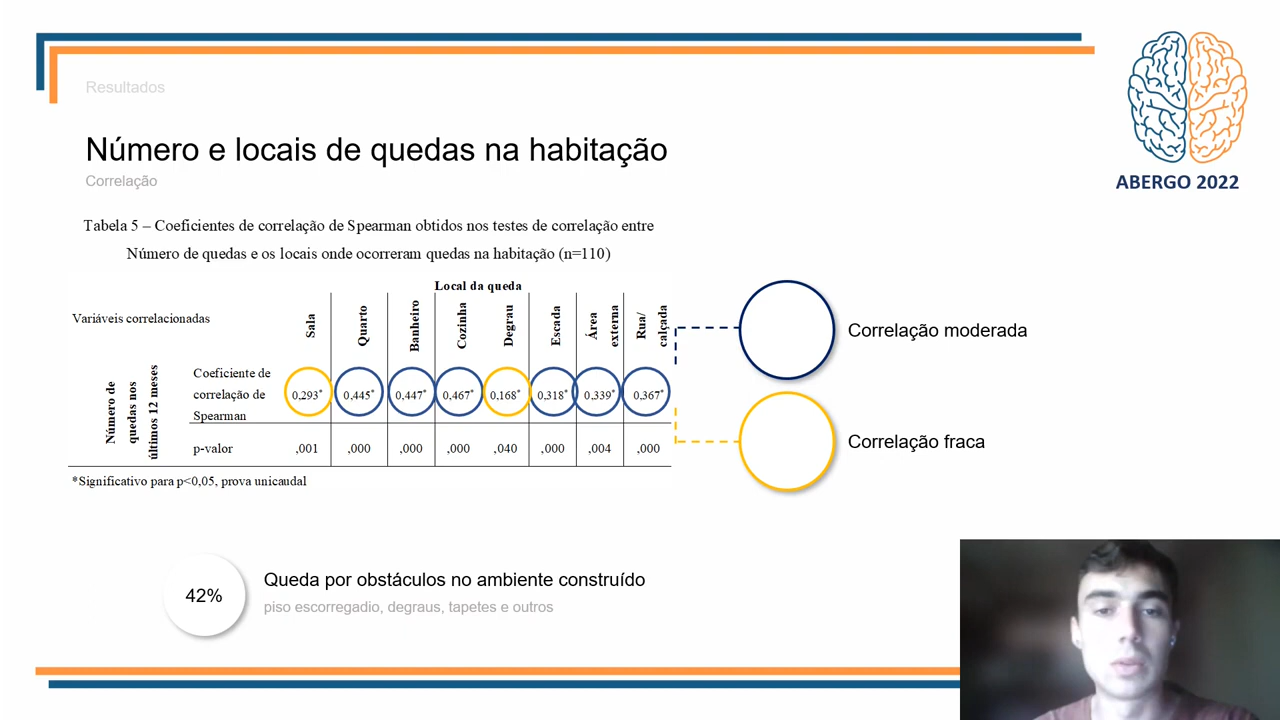 Resultados
Número e locais de quedas na habitação
Correlação
ABERGO 2022
Tabela 5 – Coeficientes de correlação de Spearman obtidos nos testes de correlação entre
Número de quedas e os locais onde ocorreram quedas na habitação (n=110)
Local da queda
Variáveis correlacionadas
Sala
Quarto
Banheiro
Cozinha
Degrau
Escada
Área
externa
Rua/
calçada
Número de
quedas nos
últimos 12 meses
Coeficiente de
correlação de
Spearman
0,293* 0,445* 0,447* 0,467* 0,168* 0,318* 0,339* 0,367*
p-valor ,001 ,000 ,000 ,000 ,040 ,000 ,004 ,000
*Significativo para p<0,05, prova unicaudal
Correlação moderada
Correlação fraca
42%
Queda por obstáculos no ambiente construído
piso escorregadio, degraus, tapetes e outros